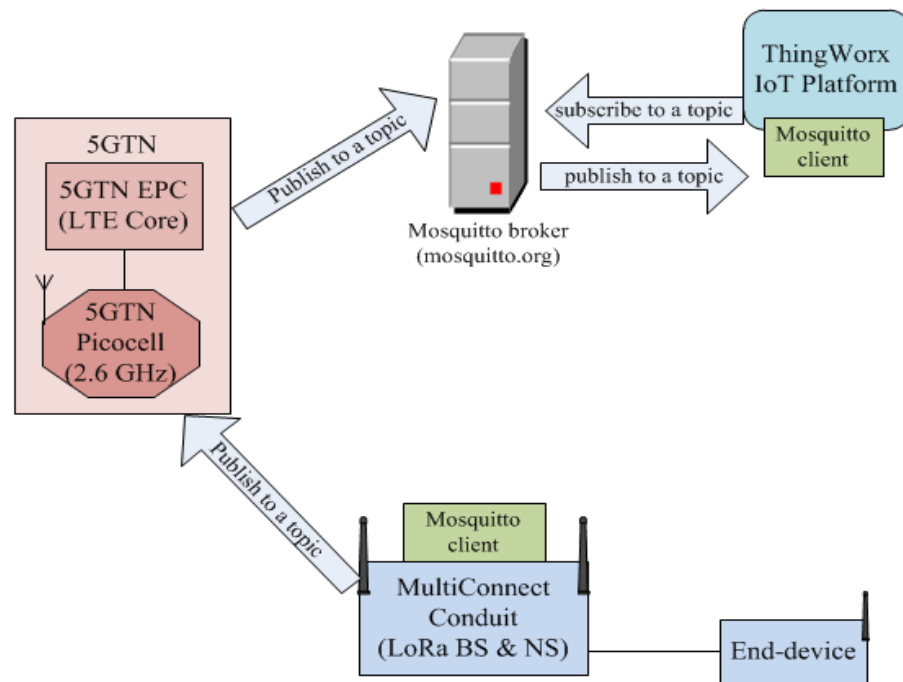 ThingWorx
IoT Platform
Mosquitto
client
subscribe to a topic
publish to a topic
Publish to a topic
Mosquitto broker
(mosquitto.org)
5GTN
5GTN EPC
(LTE Core)
5GTN
Picocell
(2.6 GHz)
Publish to a topic
Mosquitto
client
MultiConnect
Conduit
(LoRa BS & NS)
End-device